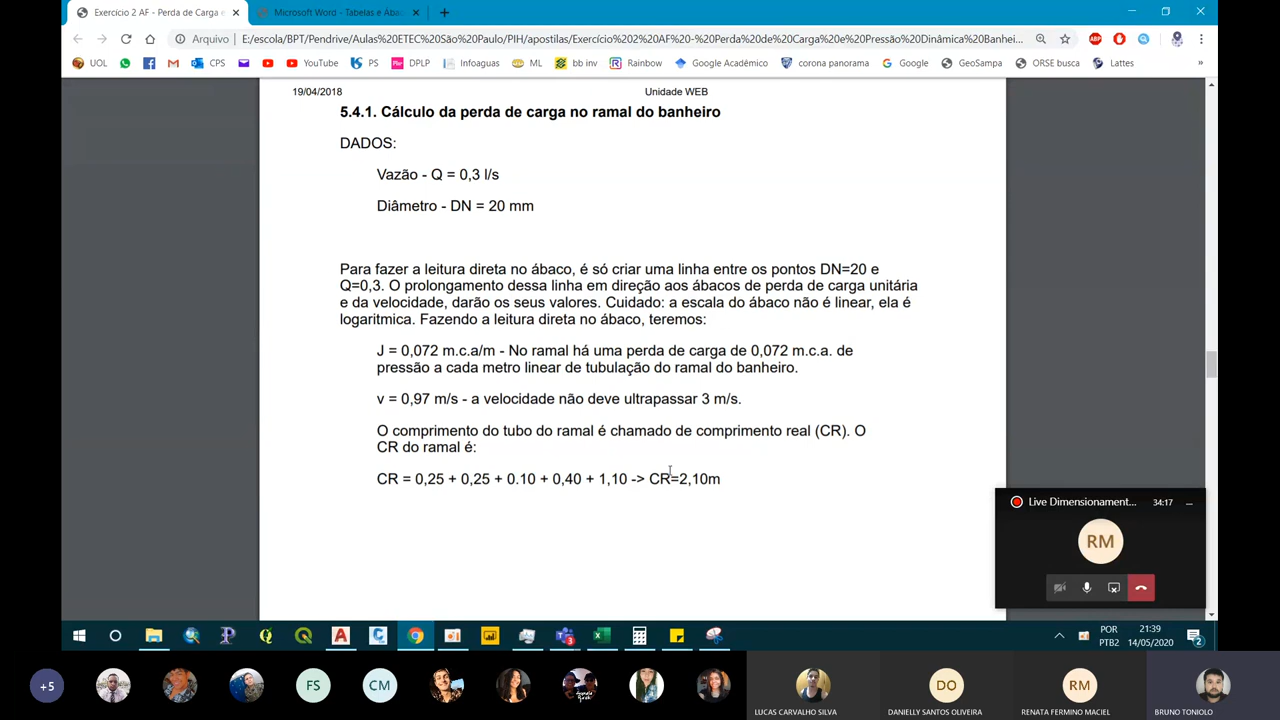 Exercício 2 AF - Perda de Carga e
Microsoft Word - Tabelas e Ába
Arquivo
E:/escola/BPT/Pendrive/Aulas%20ETEC%20São%20Paulo/PIH/apostilas/Exercício%202%20AF%20-%20Perda%20de%20Carga%20e%20Pressão%20Dinâmica%20Banhei...
ABP
UOL
CPS
YouTube
PS
DPLP
Infoaguas
ML
bb inv
Rainbow
Google Acadêmico
corona panorama
Google
GeoSampa
ORSE busca
Lattes
»
19/04/2018
Unidade WEB
5.4.1. Cálculo da perda de carga no ramal do banheiro
DADOS:
Vazão - Q = 0,3 l/s
Diâmetro - DN = 20 mm
Para fazer a leitura direta no ábaco, é só criar uma linha entre os pontos DN=20 e
Q=0,3. O prolongamento dessa linha em direção aos ábacos de perda de carga unitária
e da velocidade, darão os seus valores. Cuidado: a escala do ábaco não é linear, ela é
logaritmica. Fazendo a leitura direta no ábaco, teremos:
J = 0,072 m.c.a/m - No ramal há uma perda de carga de 0,072 m.c.a. de
pressão a cada metro linear de tubulação do ramal do banheiro.
v = 0,97 m/s - a velocidade não deve ultrapassar 3 m/s.
O comprimento do tubo do ramal é chamado de comprimento real (CR). O
CR do ramal é:
CR = 0,25 + 0,25 + 0.10 + 0,40 + 1,10 -> CR=2,10m
Live Dimensionament...
34:17
RM
POR
PTB2
21:39
14/05/2020
2
+5
FS
CM
DO
RM
LUCAS CARVALHO SILVA
DANIELLY SANTOS OLIVEIRA
RENATA FERMINO MACIEL
BRUNO TONIOLO